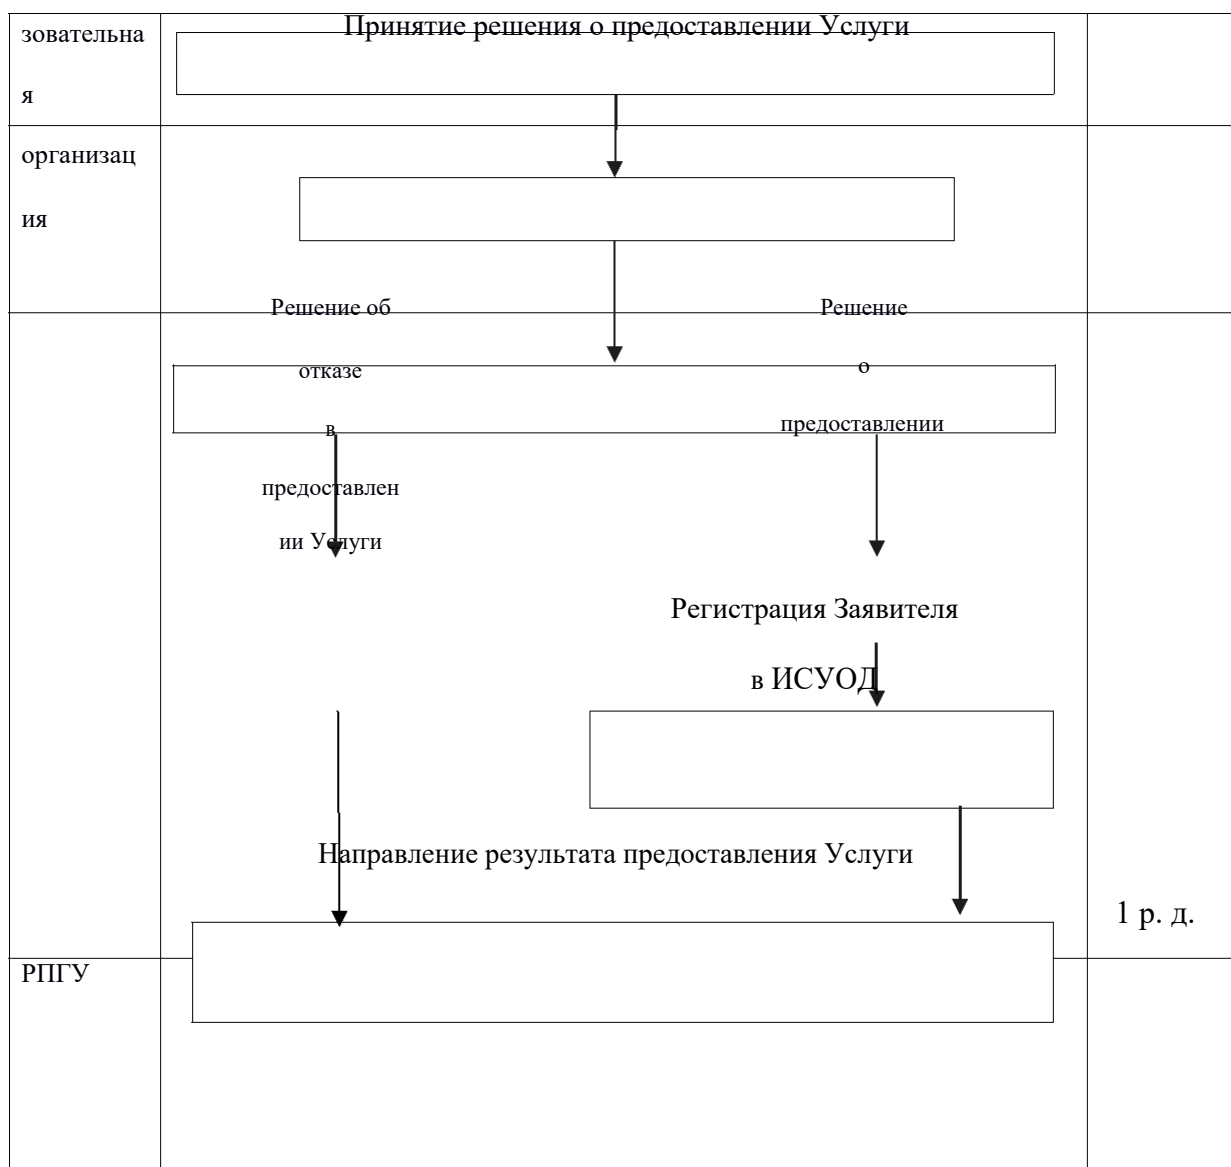 зовательна
я
Принятие решения о предоставлении Услуги
организац
ия
Решение об
отказе
в
предоставлен
ии Услуги
Решение
о
предоставлении
Регистрация Заявителя
в ИСУОД
Направление результата предоставления Услуги
1 р. д.
РПГУ